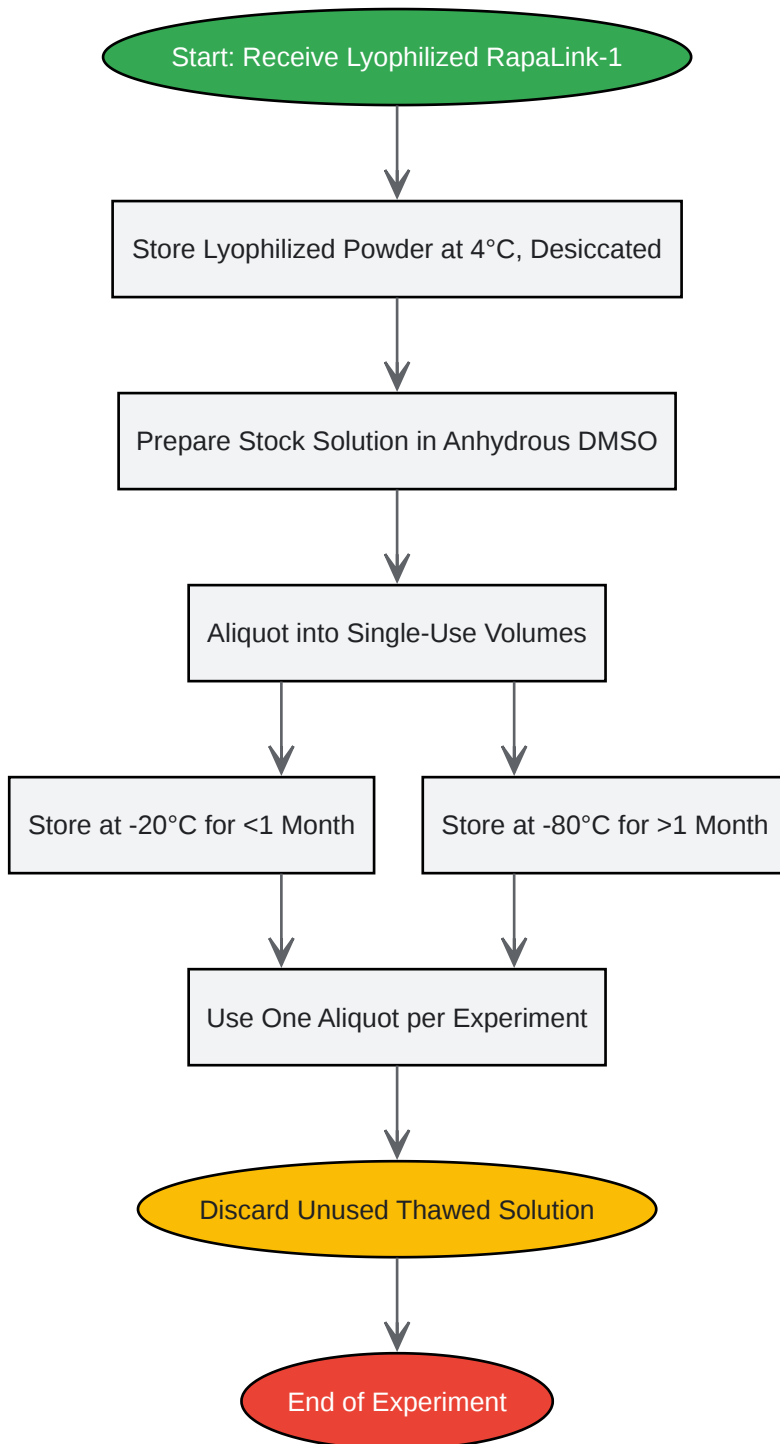 Start: Receive Lyophilized RapaLink-1
Store Lyophilized Powder at 4°C, Desiccated
Prepare Stock Solution in Anhydrous DMSO
Aliquot into Single-Use Volumes
Store at -20°C for <1 Month
Store at -80°C for >1 Month
Use One Aliquot per Experiment
Discard Unused Thawed Solution
End of Experiment